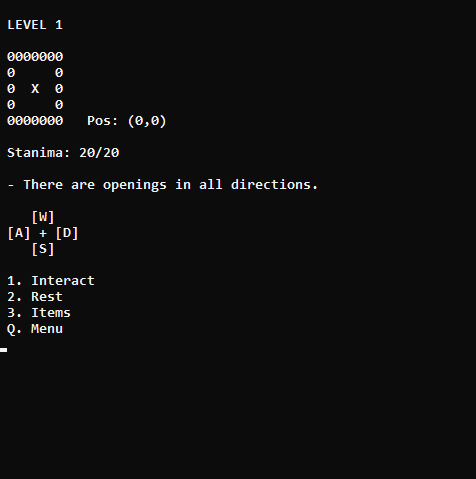 LEVEL 1
0000000
0     0
0  X  0
0     0
0000000   Pos: (0,0)
Stanima: 20/20
- There are openings in all directions.
   [W]
[A] + [D]
   [S]
1. Interact
2. Rest
3. Items
Q. Menu